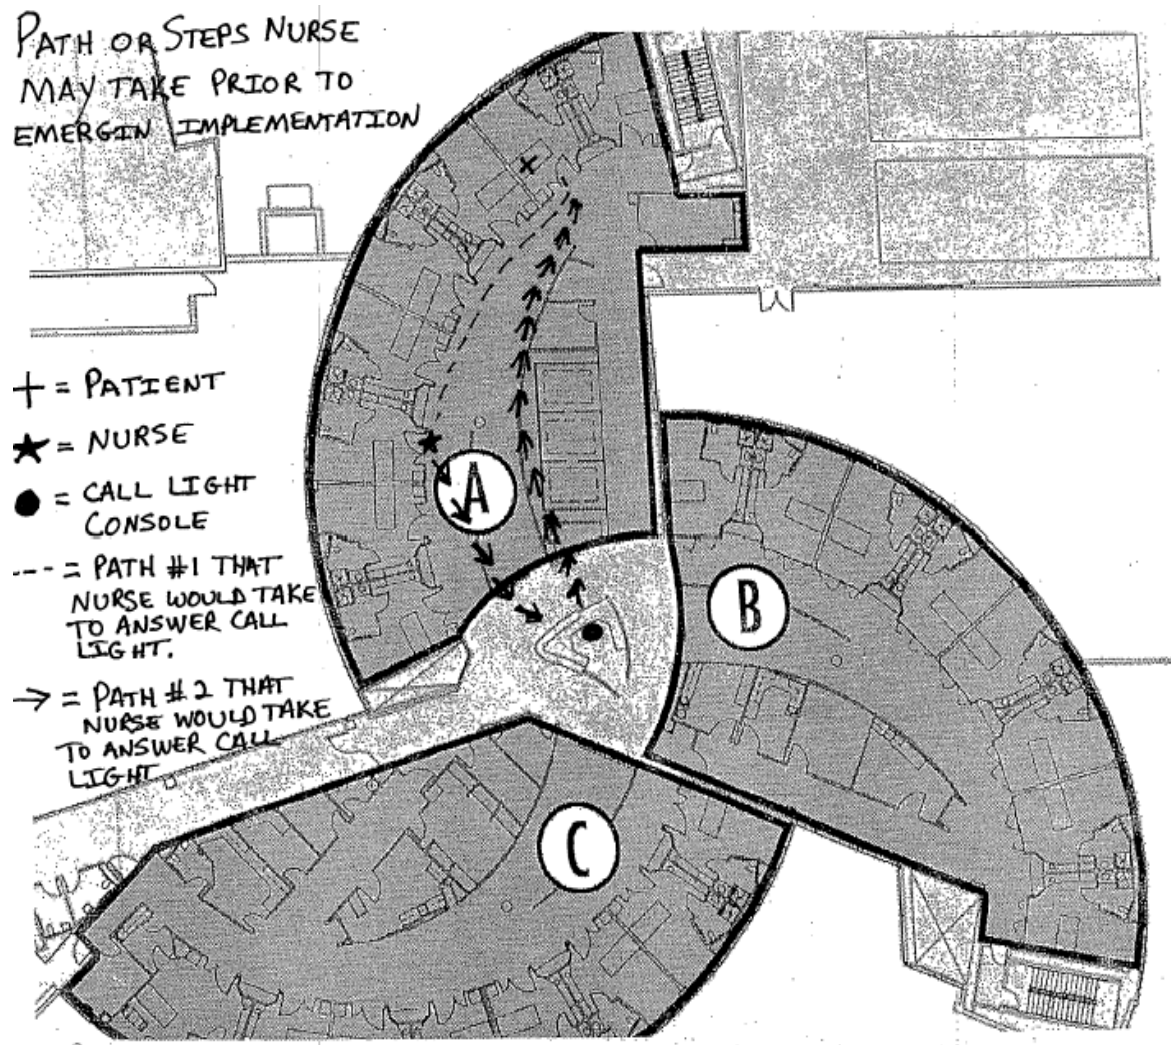 PATH OR STEPS NURSE
MAY TAKE PRIOR TO
EMERGIN IMPLEMENTATION
+ = PATIENT
★ = NURSE
● = CALL LIGHT
CONSOLE
--- = PATH #1 THAT
NURSE WOULD TAKE
TO ANSWER CALL
LIGHT.
→ = PATH #2 THAT
NURSE WOULD TAKE
TO ANSWER CALL
LIGHT
A
B
C